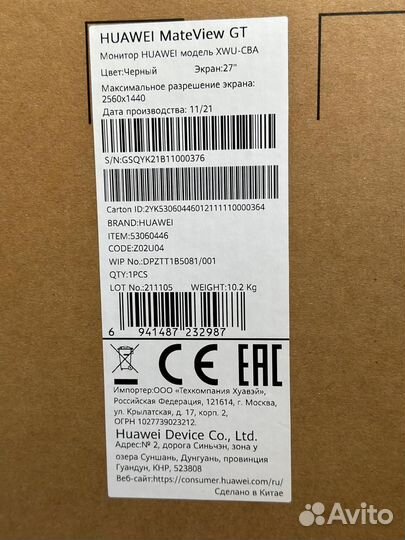 HUAWEI MateView GT
Монитор HUAWEI модель XWU-CBA
Цвет:Черный Экран:27"
Максимальное разрешение экрана:
2560x1440
Дата производства: 11/21
S/N:GSQYK21B11000376
Carton ID:2YK53060446012111110000364
BRAND:HUAWEI
ITEM:53060446
CODE:Z02U04
WIP No.:DPZTT1B5081/001
QTY:1PCS
LOT No.:211105 WEIGHT:10.2 Kg
6 941487 232987
CE EAC
Импортер:ООО «Техкомпания Хуавэй»,
Российская Федерация, 121614, г. Москва,
ул. Крылатская, д. 17, корп. 2,
ОГРН 1027739023212.
Huawei Device Co., Ltd.
Адрес:№ 2, дорога Синьчэн, зона у
озера Суншань, Дунгуань, провинция
Гуандун, КНР, 523808
Веб-сайт:https://consumer.huawei.com/ru/
Сделано в Китае
Avito